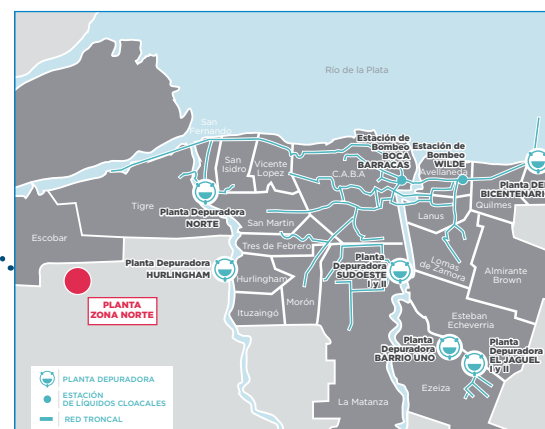 Río de la Plata
San
Fernando
San
Isidro
Vicente
Lopez
C.A.B.A
Estación de
Bombeo
BOCA
BARRACAS
Estación de
Bombeo
WILDE
Avellaneda
Planta DEL
BICENTENARIO
Quilmes
Lanus
Tigre
Planta Depuradora
NORTE
San Martin
Tres de Febrero
Escobar
Planta Depuradora
HURLINGHAM
Hurlingham
Planta
Depuradora
SUDOESTE
I y II
Lomas
de Zamora
Almirante
Brown
Morón
Ituzaingó
PLANTA
ZONA NORTE
Esteban
Echeverria
Planta
Depuradora
BARRIO UNO
Planta
Depuradora
EL JAGUEL
I y II
Ezeiza
La Matanza
PLANTA DEPURADORA
ESTACIÓN
DE LÍQUIDOS CLOACALES
RED TRONCAL